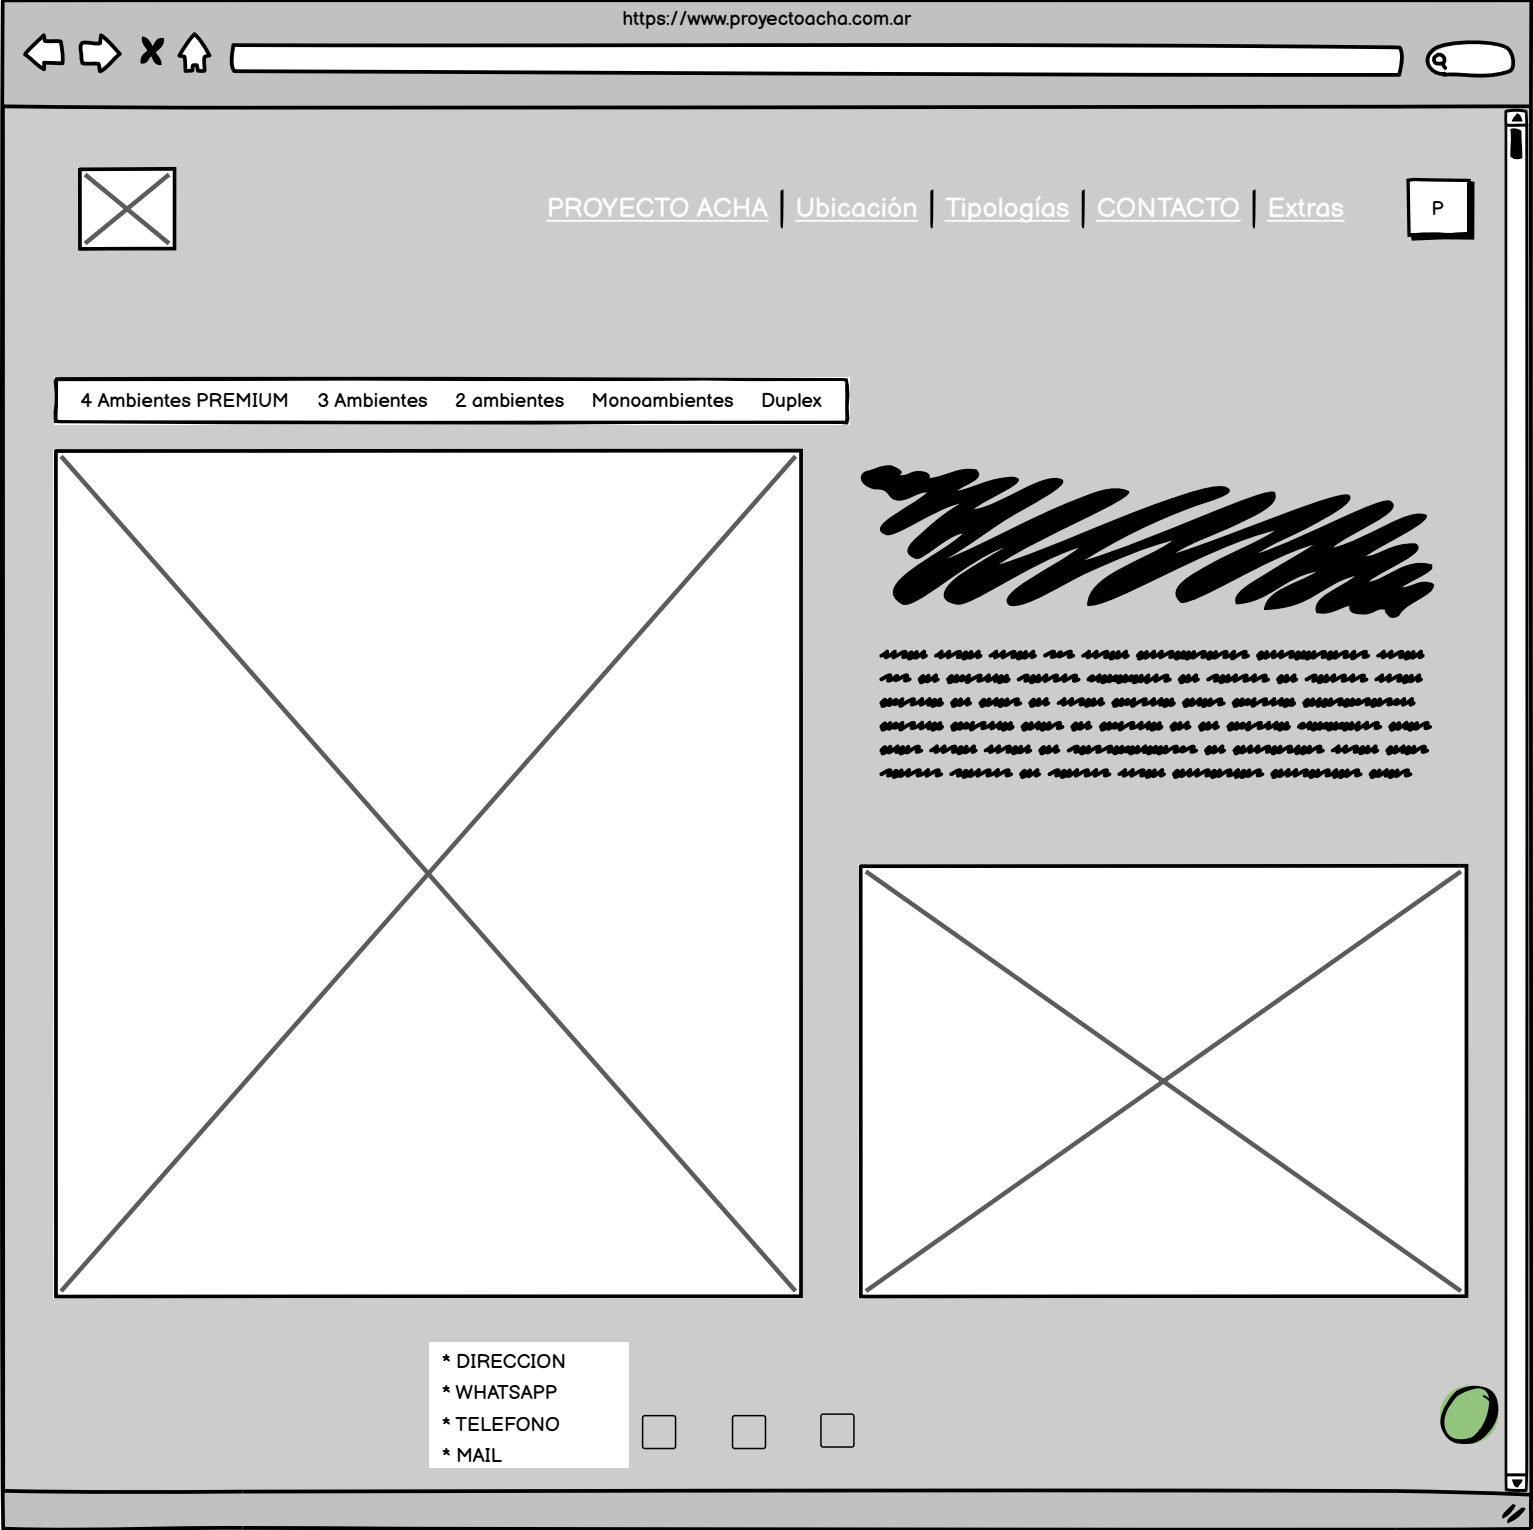 https://www.proyectoacha.com.ar
PROYECTO ACHA Ubicación Tipologías CONTACTO Extras P
4 Ambientes PREMIUM 3 Ambientes 2 ambientes Monoambientes Duplex
* DIRECCION
* WHATSAPP
* TELEFONO
* MAIL